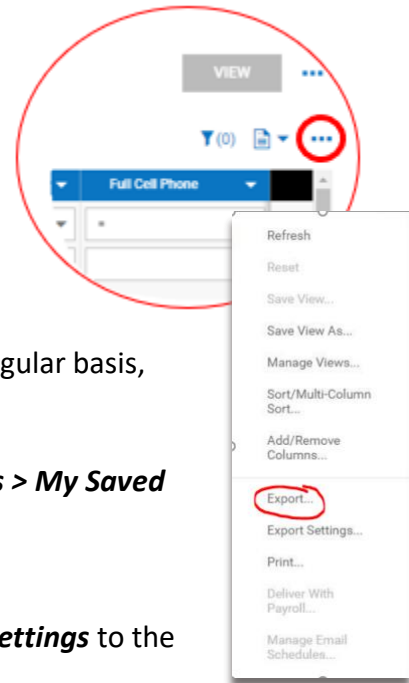 VIEW
(0)
Full Cell Phone
*
Refresh
Reset
Save View...
Save View As...
gular basis,
Manage Views...
Sort/Multi-Column
Sort...
Add/Remove
Columns...
s > My Saved
Export...
Export Settings...
Print...
Deliver With
Payroll...
ettings to the
Manage Email
Schedules...